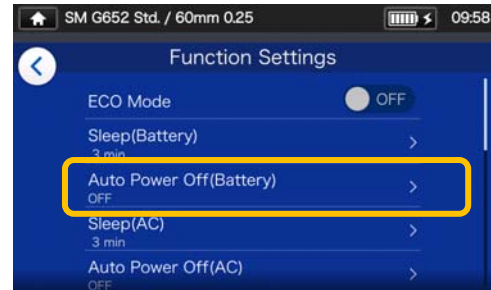 SM G652 Std. / 60mm 0.25
09:58
Function Settings
ECO Mode
OFF
Sleep(Battery)
3 min
Auto Power Off(Battery)
OFF
Sleep(AC)
3 min
Auto Power Off(AC)
OFF